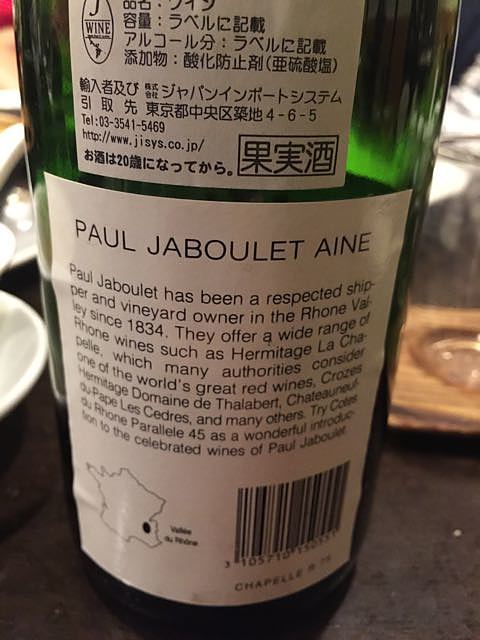 J
WINE
品名：ワイン
容量：ラベルに記載
アルコール分：ラベルに記載
添加物：酸化防止剤（亜硫酸塩）
輸入者及び 株式会社 ジャパンインポートシステム
引取先 東京都中央区築地4-6-5
Tel:03-3541-5469
http://www.jisys.co.jp/
お酒は20歳になってから。 果実酒
PAUL JABOULET AINE
Paul Jaboulet has been a respected ship-
per and vineyard owner in the Rhone Val-
ley since 1834. They offer a wide range of
Rhone wines such as Hermitage La Cha-
pelle, which many authorities consider
one of the world's great red wines, Crozes
Hermitage Domaine de Thalabert, Chateauneuf-
du-Pape Les Cedres, and many others. Try Cotes
du Rhone Parallele 45 as a wonderful introduc-
tion to the celebrated wines of Paul Jaboulet.
Vallée
du Rhône
CHAPELLE R 75